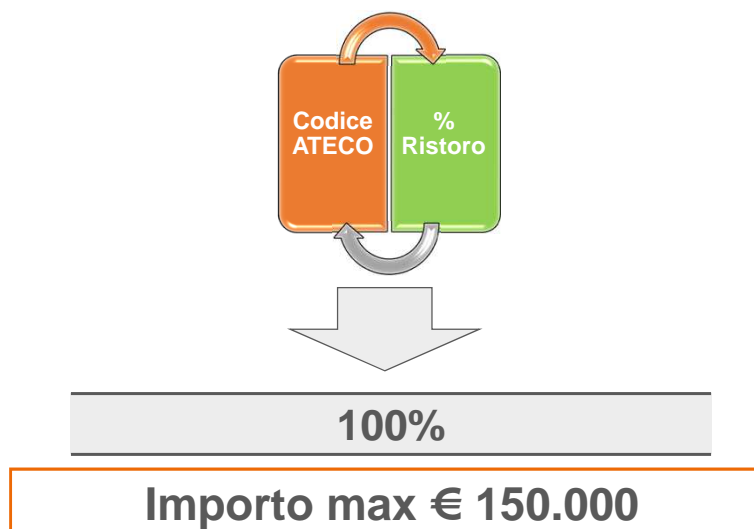 Codice
ATECO
%
Ristoro
100%
Importo max € 150.000